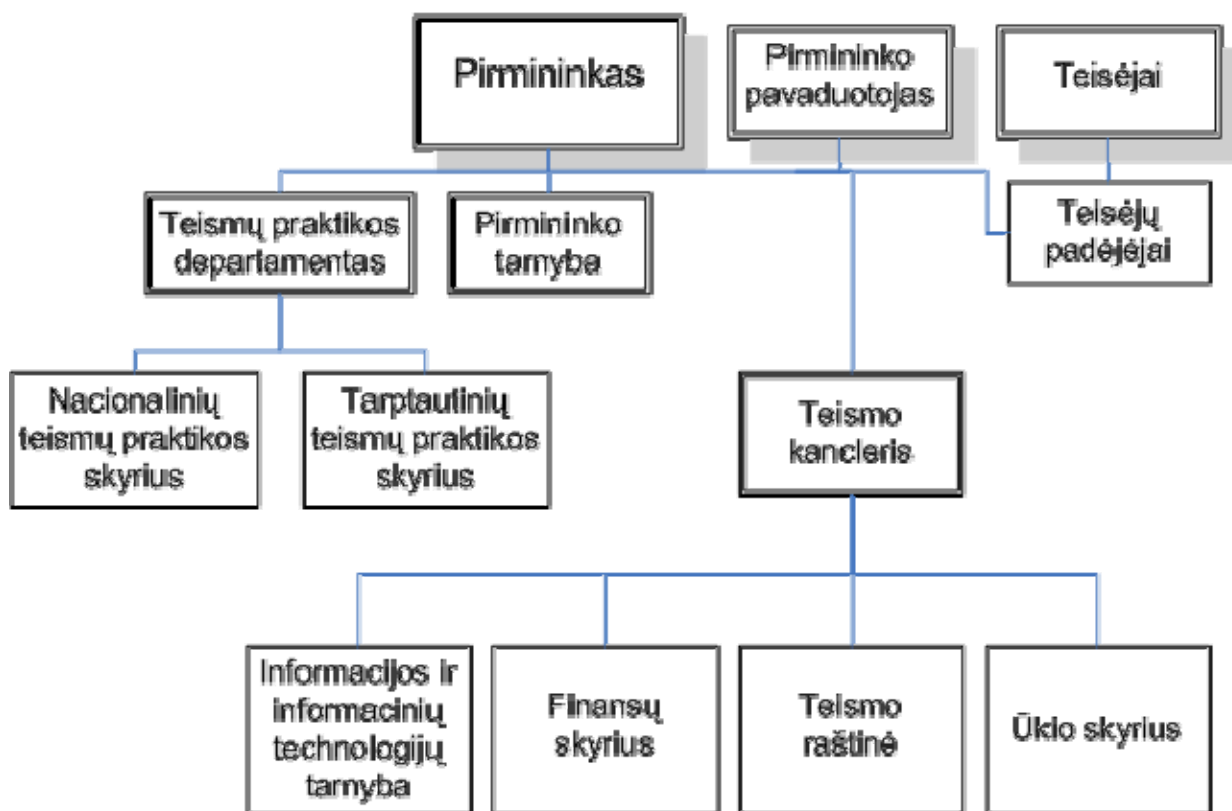 Pirmininkas
Pirmininko
pavaduotojas
Teisėjai
Teismų praktikos
departamentas
Pirmininko
tarnyba
Teisėjų
padėjėjai
Nacionalinių
teismų praktikos
skyrius
Tarptautinių
teismų praktikos
skyrius
Teismo
kancleris
Informacijos ir
informacinių
technologijų
tarnyba
Finansų
skyrius
Teismo
raštinė
Ūkio skyrius